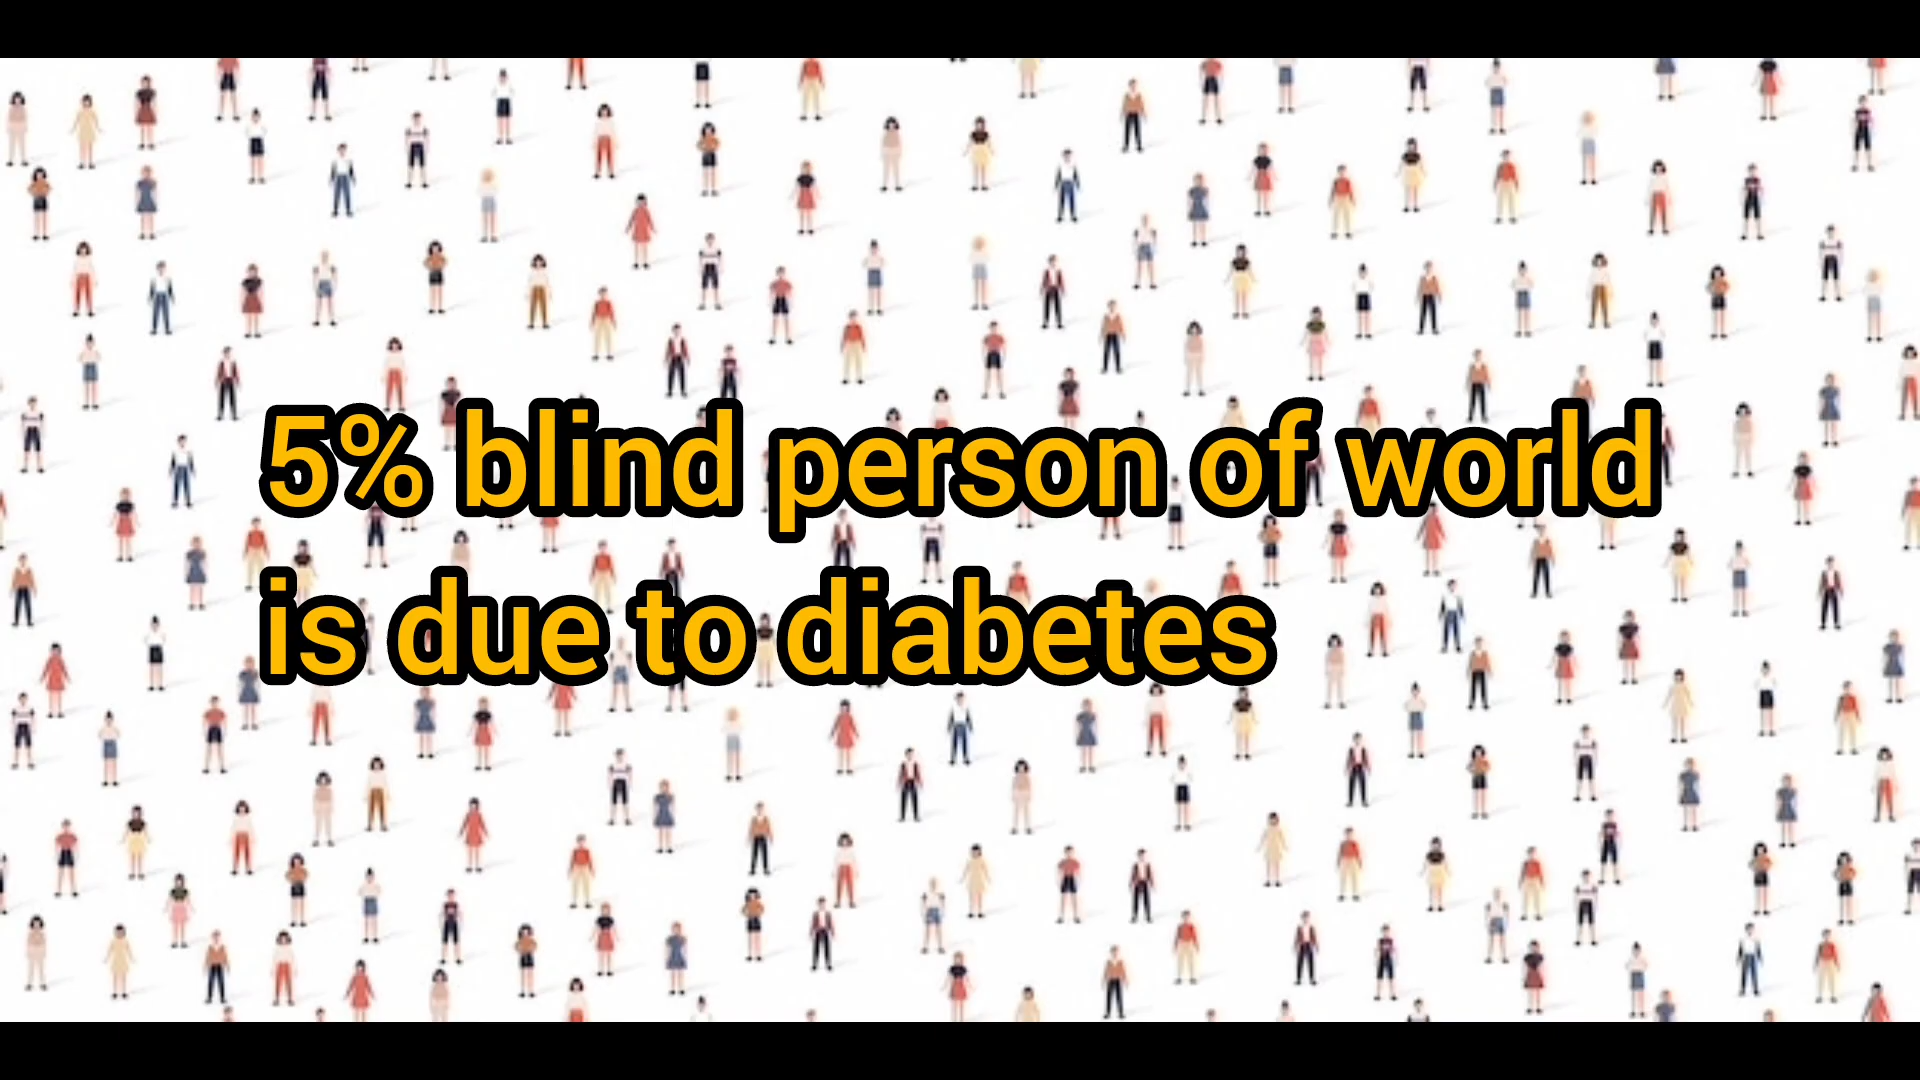 5% blind person of world
is due to diabetes